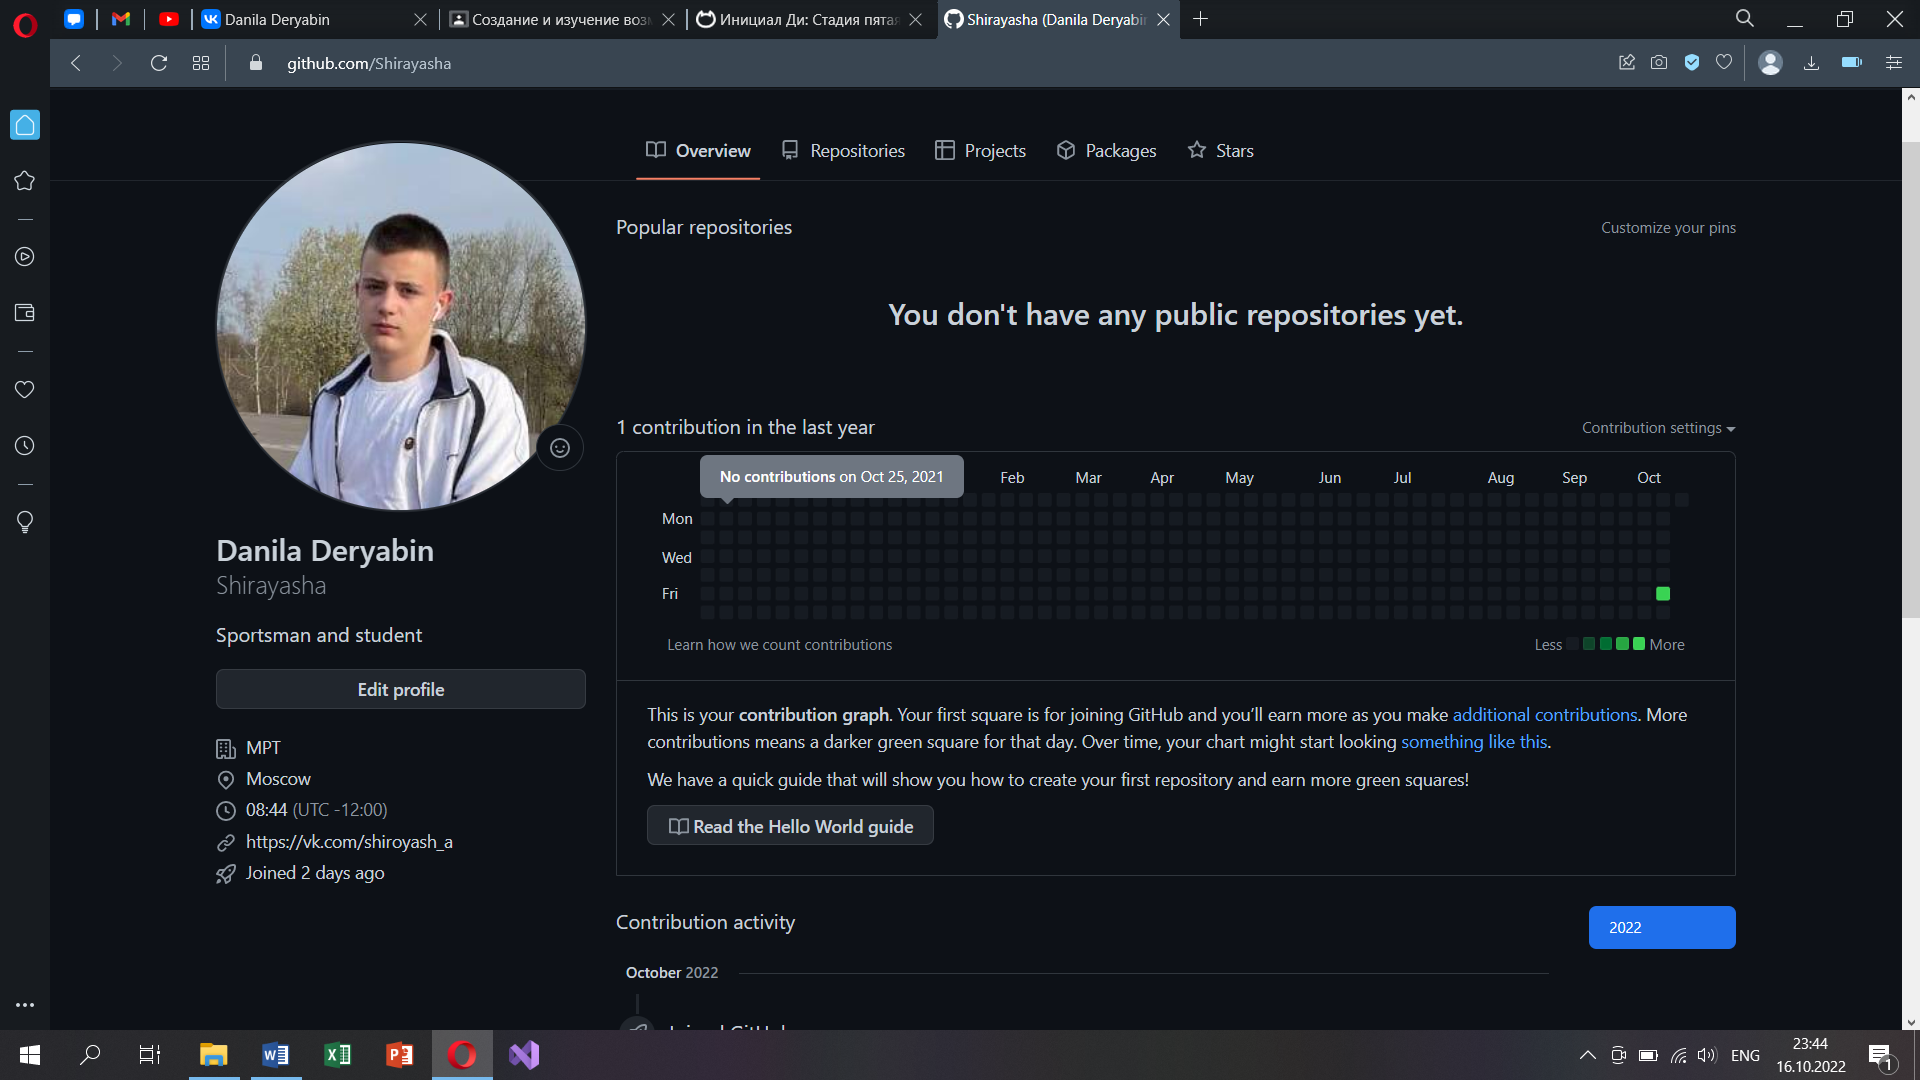 Danila Deryabin
Создание и изучение воз
Инициал Ди: Стадия пятая
Shirayasha (Danila Deryabin
github.com/Shirayasha
Overview
Repositories
Projects
Packages
Stars
Popular repositories
Customize your pins
You don't have any public repositories yet.
1 contribution in the last year
Contribution settings
No contributions on Oct 25, 2021
Feb
Mar
Apr
May
Jun
Jul
Aug
Sep
Oct
Mon
Wed
Fri
Learn how we count contributions
Less
More
Danila Deryabin
Shirayasha
Sportsman and student
Edit profile
MPT
Moscow
08:44 (UTC -12:00)
https://vk.com/shiroyash_a
Joined 2 days ago
This is your contribution graph. Your first square is for joining GitHub and you’ll earn more as you make additional contributions. More
contributions means a darker green square for that day. Over time, your chart might start looking something like this.
We have a quick guide that will show you how to create your first repository and earn more green squares!
Read the Hello World guide
Contribution activity
2022
October 2022
Joined GitHub
ENG
23:44
16.10.2022
1